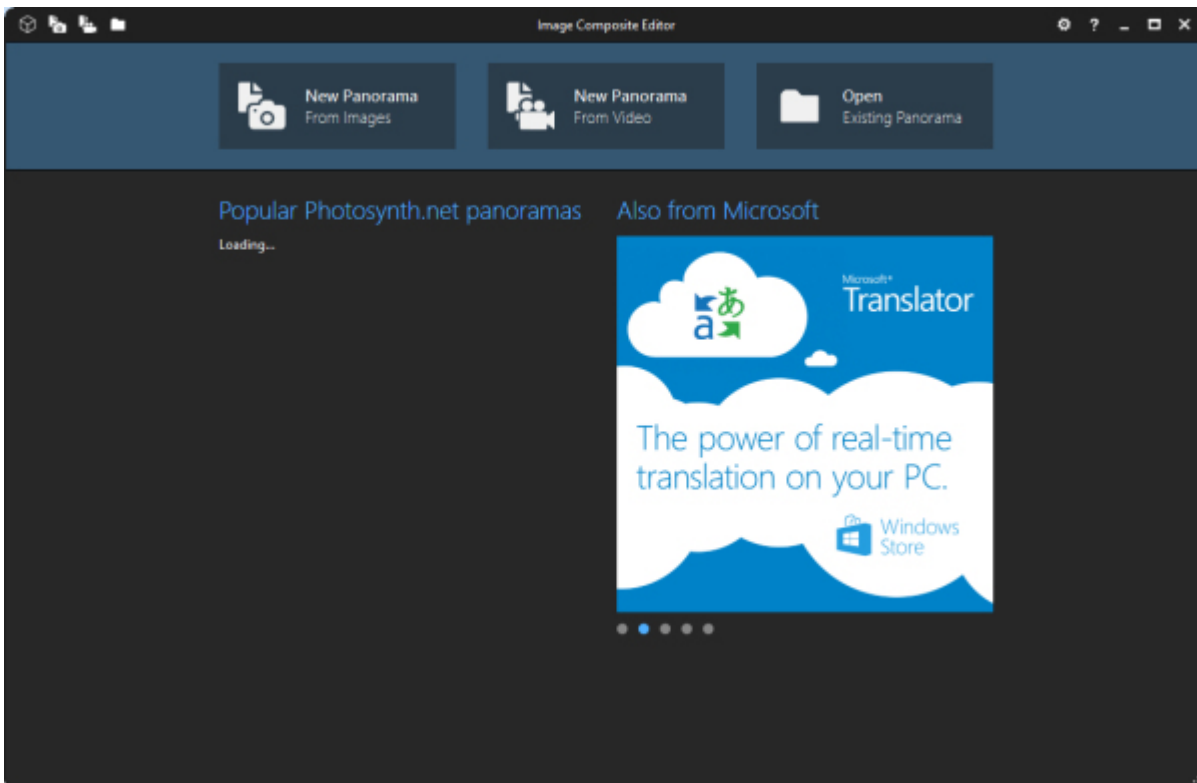 Image Composite Editor
?
New Panorama
From Images
New Panorama
From Video
Open
Existing Panorama
Popular Photosynth.net panoramas
Loading...
Also from Microsoft
あ
a
Microsoft®
Translator
The power of real-time
translation on your PC.
Windows
Store